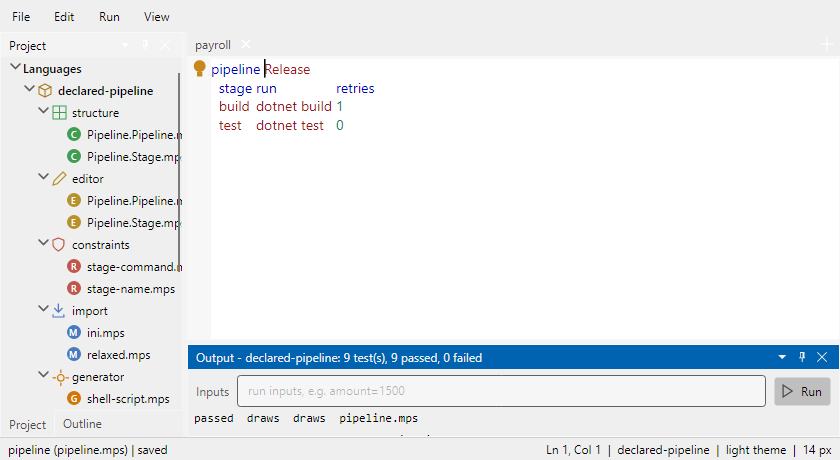 File Edit Run View
Project
payroll
Languages
declared-pipeline
structure
Pipeline.Pipeline.
Pipeline.Stage.mp
editor
Pipeline.Pipeline.
Pipeline.Stage.mp
constraints
stage-command.
stage-name.mps
import
ini.mps
relaxed.mps
generator
shell-script.mps
Project Outline
pipeline Release
stage run retries
build dotnet build 1
test dotnet test 0
Output - declared-pipeline: 9 test(s), 9 passed, 0 failed
Inputs run inputs, e.g. amount=1500 Run
passed draws draws pipeline.mps
pipeline (pipeline.mps) | saved
Ln 1, Col 1 | declared-pipeline | light theme | 14 px